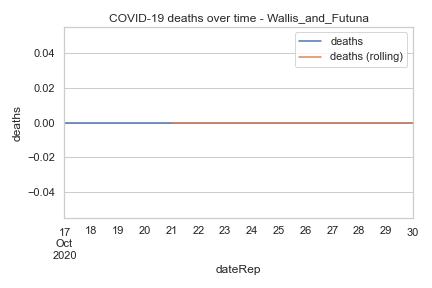 COVID-19 deaths over time - Wallis_and_Futuna
deaths
deaths (rolling)
0.04
0.02
0.00
−0.02
−0.04
deaths
17 18 19 20 21 22 23 24 25 26 27 28 29 30
Oct
2020
dateRep